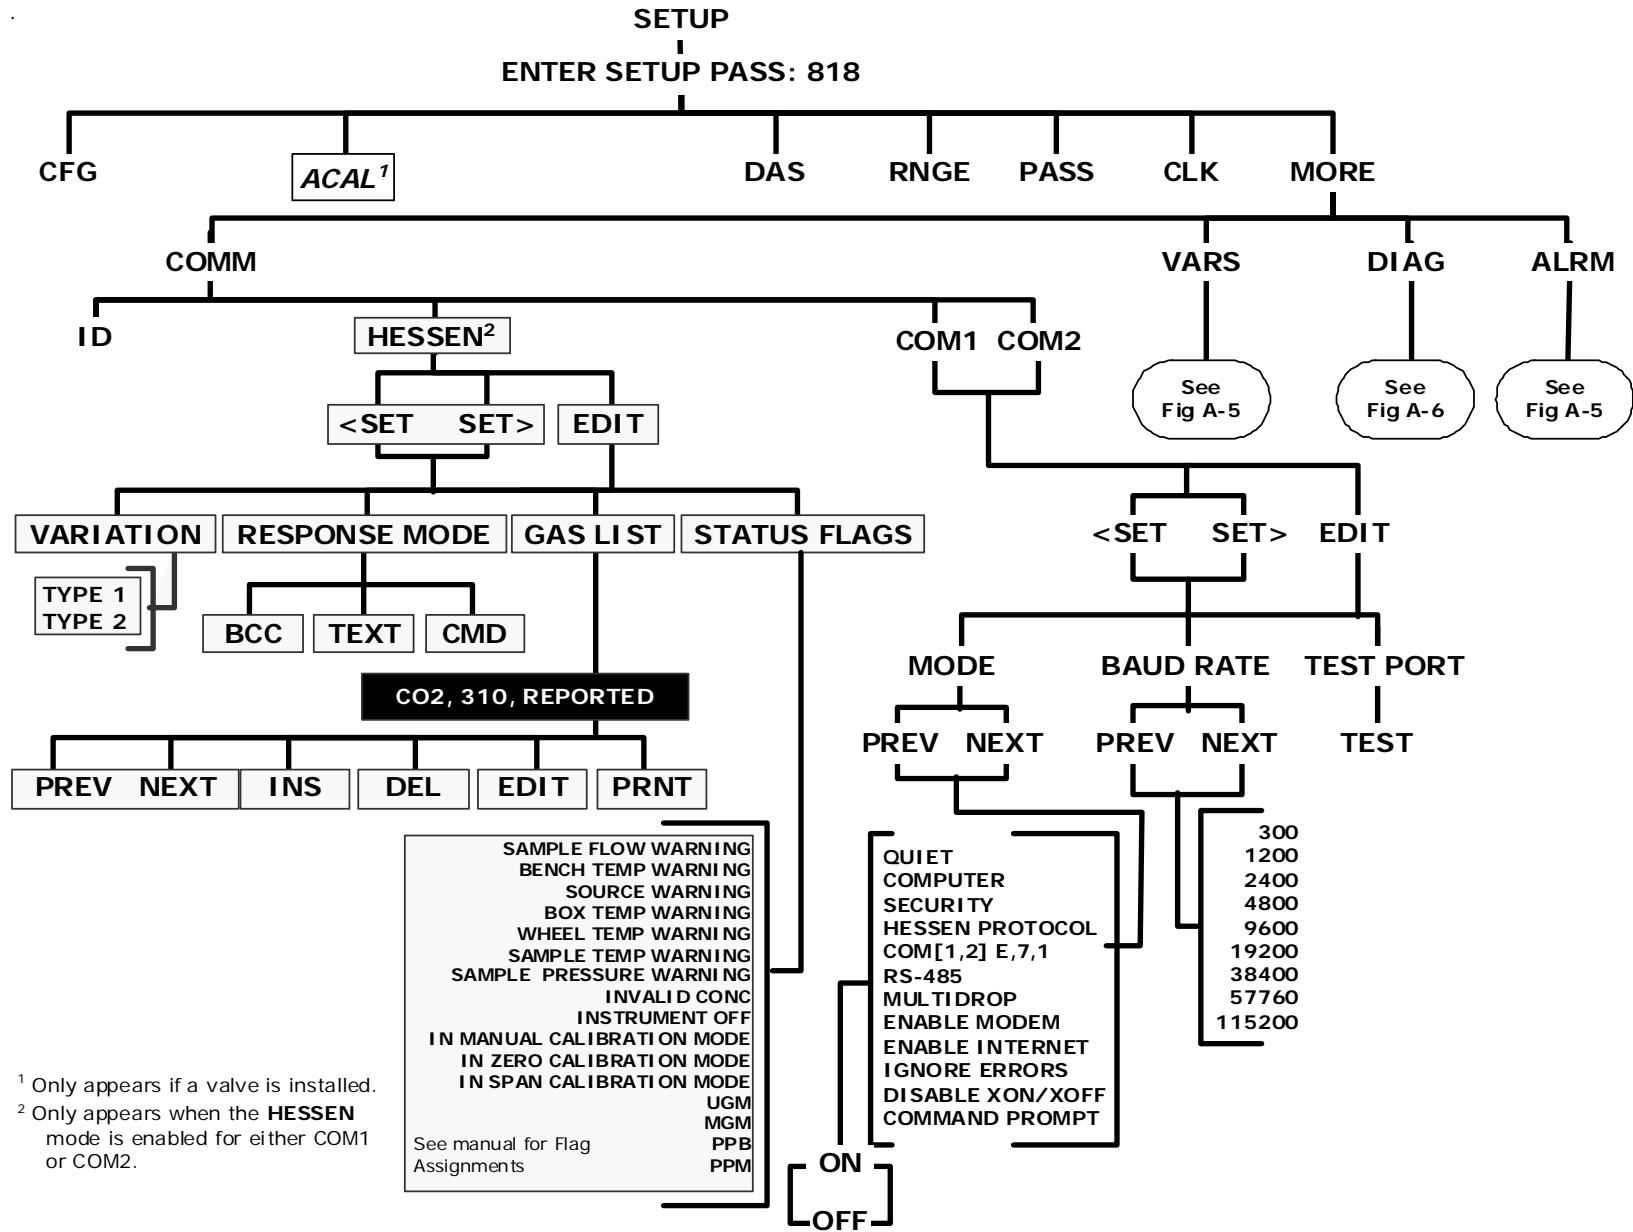 SETUP
ENTER SETUP PASS: 818
CFG
ACAL¹
DAS
RNGE
PASS
CLK
MORE
COMM
VARS
DIAG
ALRM
ID
HESSEN²
COM1
COM2
See
Fig A-5
See
Fig A-6
See
Fig A-5
<SET
SET>
EDIT
<SET
SET>
EDIT
VARIATION
RESPONSE MODE
GAS LIST
STATUS FLAGS
TYPE 1
TYPE 2
BCC
TEXT
CMD
MODE
BAUD RATE
TEST PORT
CO2, 310, REPORTED
PREV
NEXT
PREV
NEXT
TEST
PREV
NEXT
INS
DEL
EDIT
PRNT
SAMPLE FLOW WARNING
BENCH TEMP WARNING
SOURCE WARNING
BOX TEMP WARNING
WHEEL TEMP WARNING
SAMPLE TEMP WARNING
SAMPLE PRESSURE WARNING
INVALID CONC
INSTRUMENT OFF
IN MANUAL CALIBRATION MODE
IN ZERO CALIBRATION MODE
IN SPAN CALIBRATION MODE
UGM
MGM
PPB
PPM
See manual for Flag
Assignments
QUIET
COMPUTER
SECURITY
HESSEN PROTOCOL
COM[1,2] E,7,1
RS-485
MULTIDROP
ENABLE MODEM
ENABLE INTERNET
IGNORE ERRORS
DISABLE XON/XOFF
COMMAND PROMPT
300
1200
2400
4800
9600
19200
38400
57760
115200
ON
OFF
¹ Only appears if a valve is installed.
² Only appears when the HESSEN
mode is enabled for either COM1
or COM2.